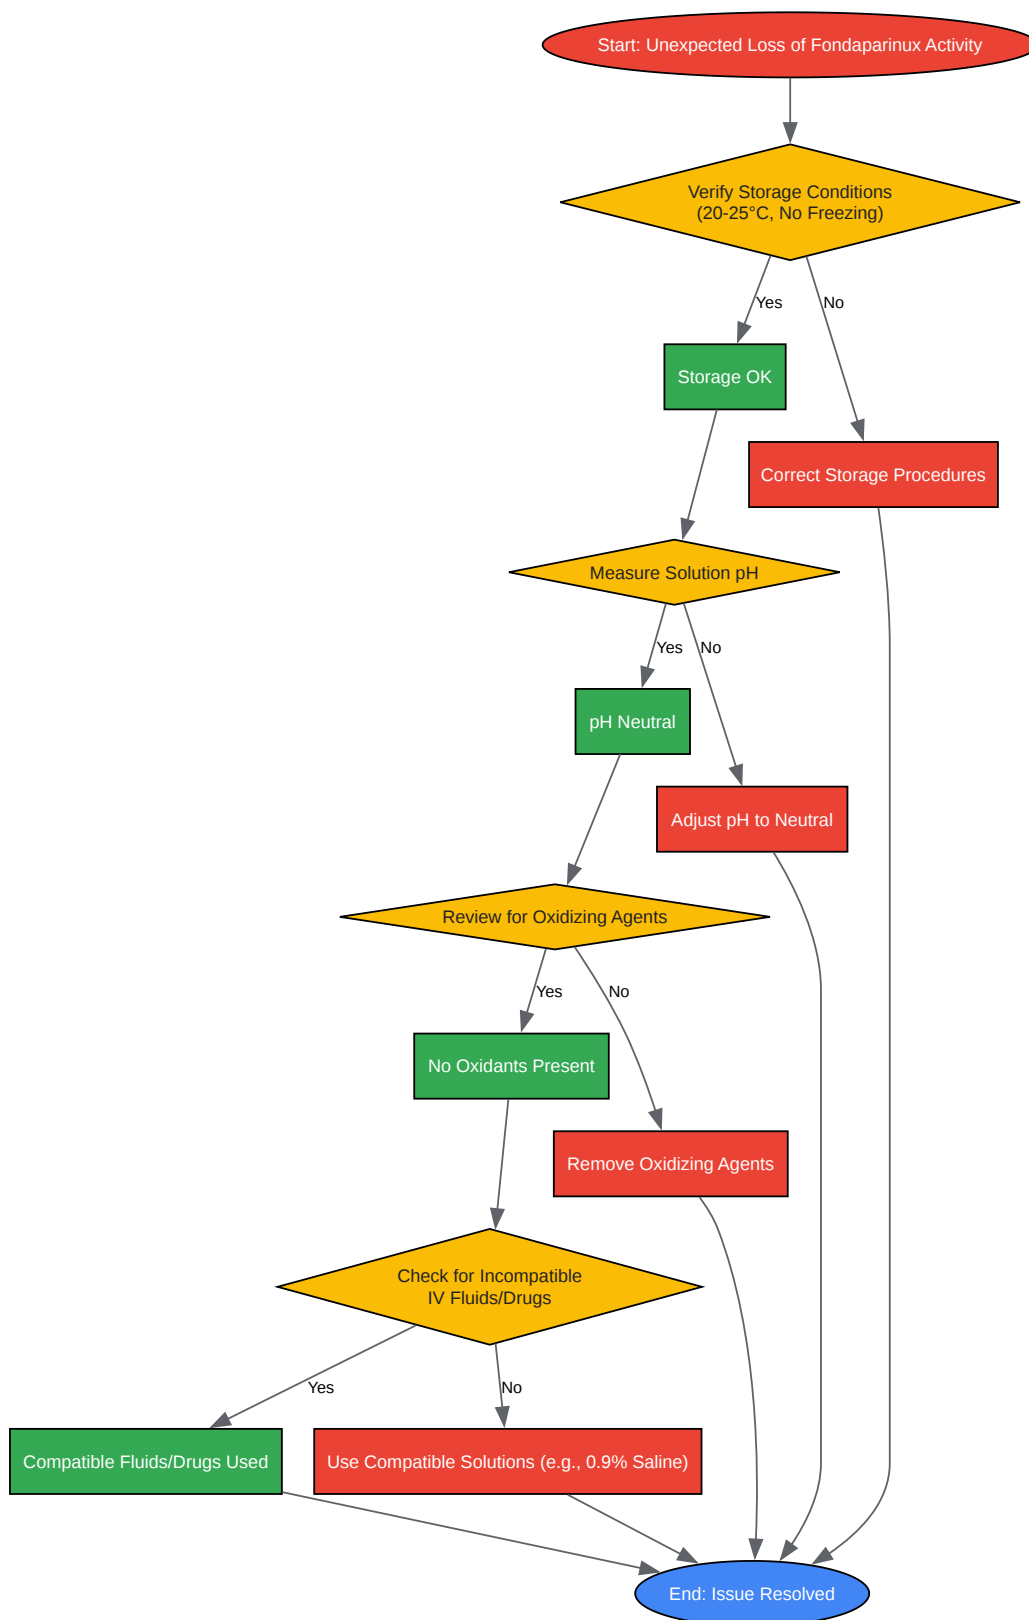 Start: Unexpected Loss of Fondaparinux Activity
Verify Storage Conditions
(20-25°C, No Freezing)
Yes
No
Storage OK
Correct Storage Procedures
Measure Solution pH
Yes
No
pH Neutral
Adjust pH to Neutral
Review for Oxidizing Agents
Yes
No
No Oxidants Present
Remove Oxidizing Agents
Check for Incompatible
IV Fluids/Drugs
Yes
No
Compatible Fluids/Drugs Used
Use Compatible Solutions (e.g., 0.9% Saline)
End: Issue Resolved